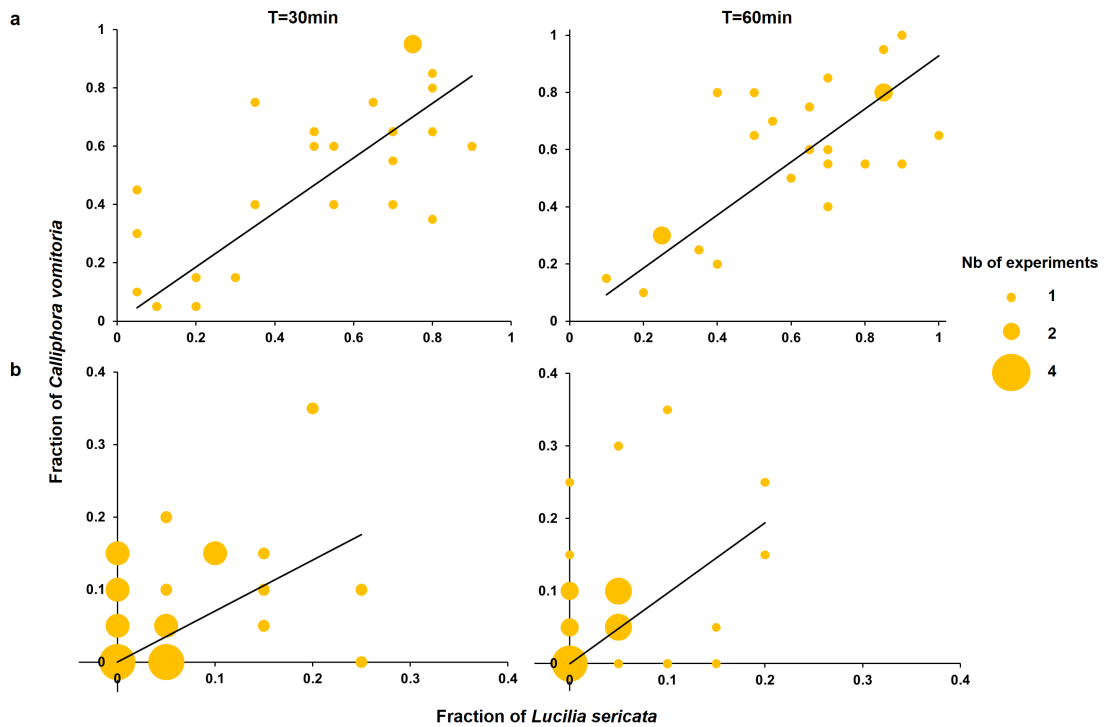 a
T=30min
T=60min
1
0.8
0.6
0.4
0.2
0
0 0.2 0.4 0.6 0.8 1
1
0.8
0.6
0.4
0.2
0
0 0.2 0.4 0.6 0.8 1
Fraction of Calliphora vomitoria
Nb of experiments
1
2
4
b
0.4
0.3
0.2
0.1
0
0 0.1 0.2 0.3 0.4
0.4
0.3
0.2
0.1
0
0 0.1 0.2 0.3 0.4
Fraction of Lucilia sericata